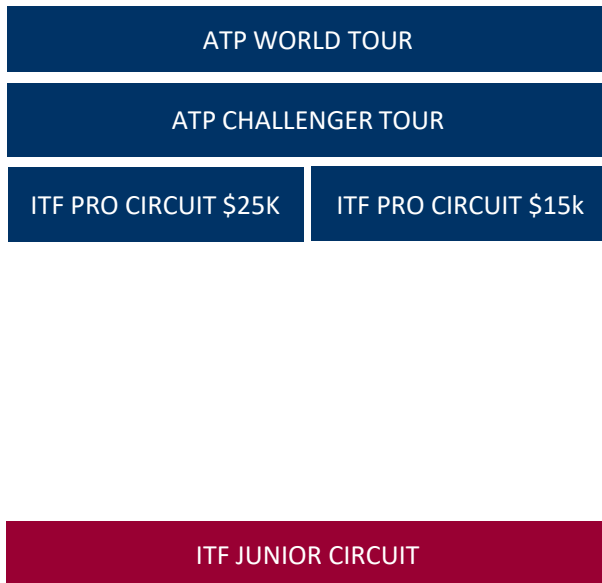 ATP WORLD TOUR
ATP CHALLENGER TOUR
ITF PRO CIRCUIT $25K
ITF PRO CIRCUIT $15k
ITF JUNIOR CIRCUIT